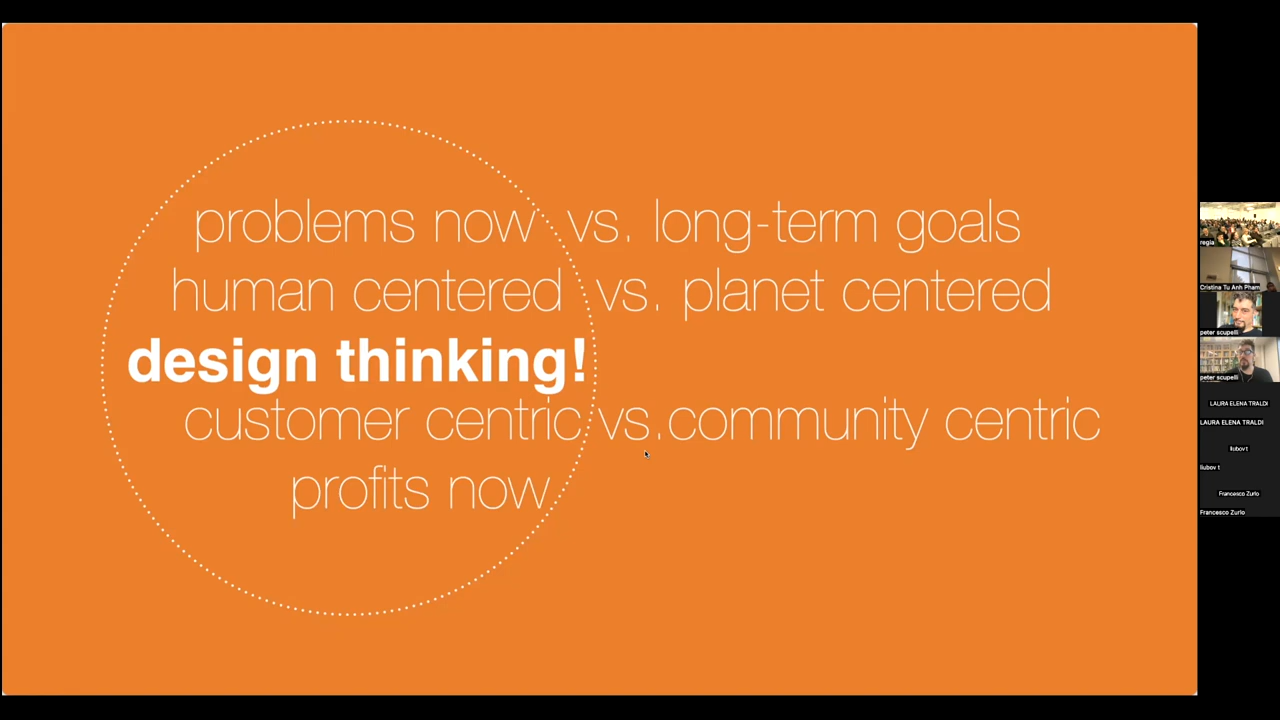 problems now vs. long-term goals
human centered vs. planet centered
design thinking!
customer centric vs.community centric
profits now
regia
Cristina Tu Anh Pham
peter scupelli
peter scupelli
LAURA ELENA TRALDI
LAURA ELENA TRALDI
liubov t
liubov t
Francesco Zurlo
Francesco Zurlo